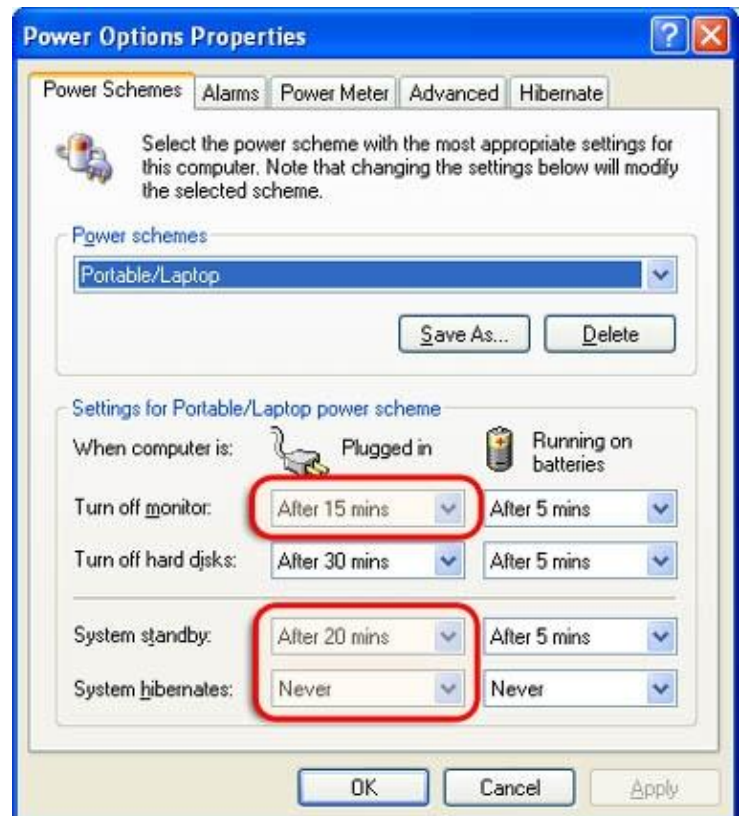 Power Options Properties
Power Schemes Alarms Power Meter Advanced Hibernate
Select the power scheme with the most appropriate settings for
this computer. Note that changing the settings below will modify
the selected scheme.
Power schemes
Portable/Laptop
Save As... Delete
Settings for Portable/Laptop power scheme
When computer is: Plugged in Running on
batteries
Turn off monitor: After 15 mins After 5 mins
Turn off hard disks: After 30 mins After 5 mins
System standby: After 20 mins After 5 mins
System hibernates: Never Never
OK Cancel Apply